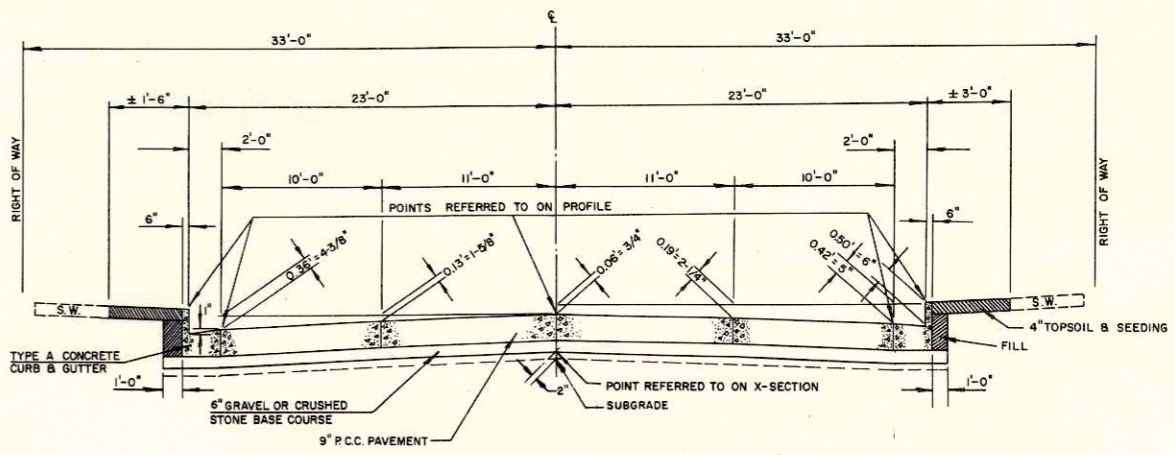 ℄
33'-0"
33'-0"
± 1'-6"
23'-0"
23'-0"
± 3'-0"
2'-0"
2'-0"
10'-0"
11'-0"
11'-0"
10'-0"
RIGHT OF WAY
RIGHT OF WAY
POINTS REFERRED TO ON PROFILE
6"
6"
0.36'=4-3/8"
0.13'=1-5/8"
0.06'=3/4"
0.19'=2-1/4"
0.50'=6"
0.42'=5"
S.W.
1"
S.W.
4" TOPSOIL & SEEDING
FILL
TYPE A CONCRETE
CURB & GUTTER
1'-0"
2"
POINT REFERRED TO ON X-SECTION
1'-0"
SUBGRADE
6" GRAVEL OR CRUSHED
STONE BASE COURSE
9" P.C.C. PAVEMENT